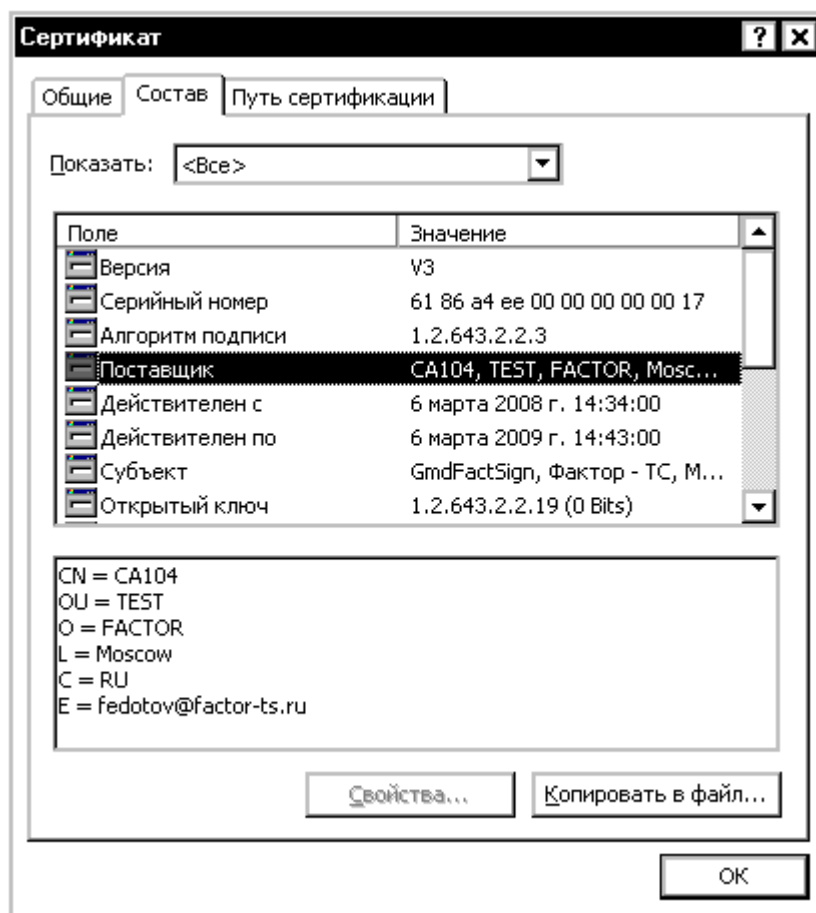 Сертификат
Общие Состав Путь сертификации
Показать: <Все>
Поле Значение
Версия V3
Серийный номер 61 86 a4 ee 00 00 00 00 00 17
Алгоритм подписи 1.2.643.2.2.3
Поставщик CA104, TEST, FACTOR, Mosc...
Действителен с 6 марта 2008 г. 14:34:00
Действителен по 6 марта 2009 г. 14:43:00
Субъект GmdFactSign, Фактор - ТС, М...
Открытый ключ 1.2.643.2.2.19 (0 Bits)
CN = CA104
OU = TEST
O = FACTOR
L = Moscow
C = RU
E = fedotov@factor-ts.ru
Свойства... Копировать в файл...
ОК